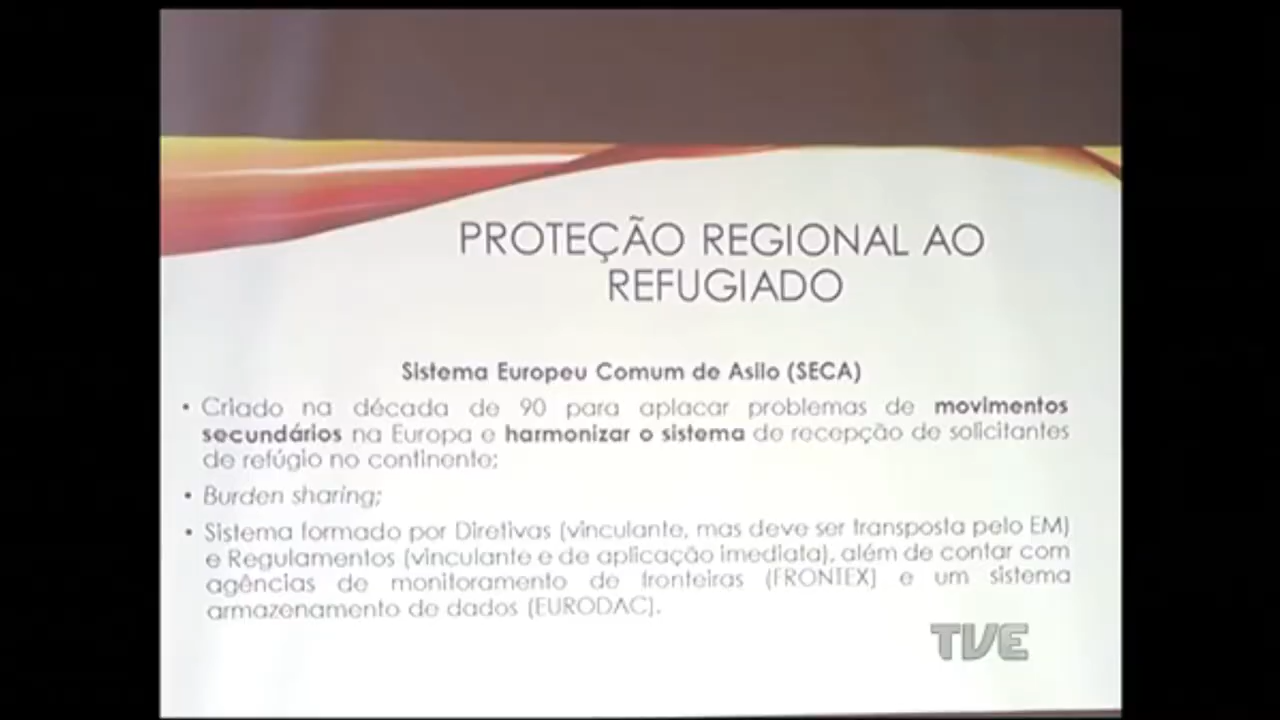 PROTEÇÃO REGIONAL AO
REFUGIADO
Sistema Europeu Comum de Asilo (SECA)
• Criado na década de 90 para aplacar problemas de movimentos
secundários na Europa e harmonizar o sistema de recepção de solicitantes
de refúgio no continente;
• Burden sharing;
• Sistema formado por Diretivas (vinculante, mas deve ser transposta pelo EM)
e Regulamentos (vinculante e de aplicação imediata), além de contar com
agências de monitoramento de fronteiras (FRONTEX) e um sistema
armazenamento de dados (EURODAC).
TVE